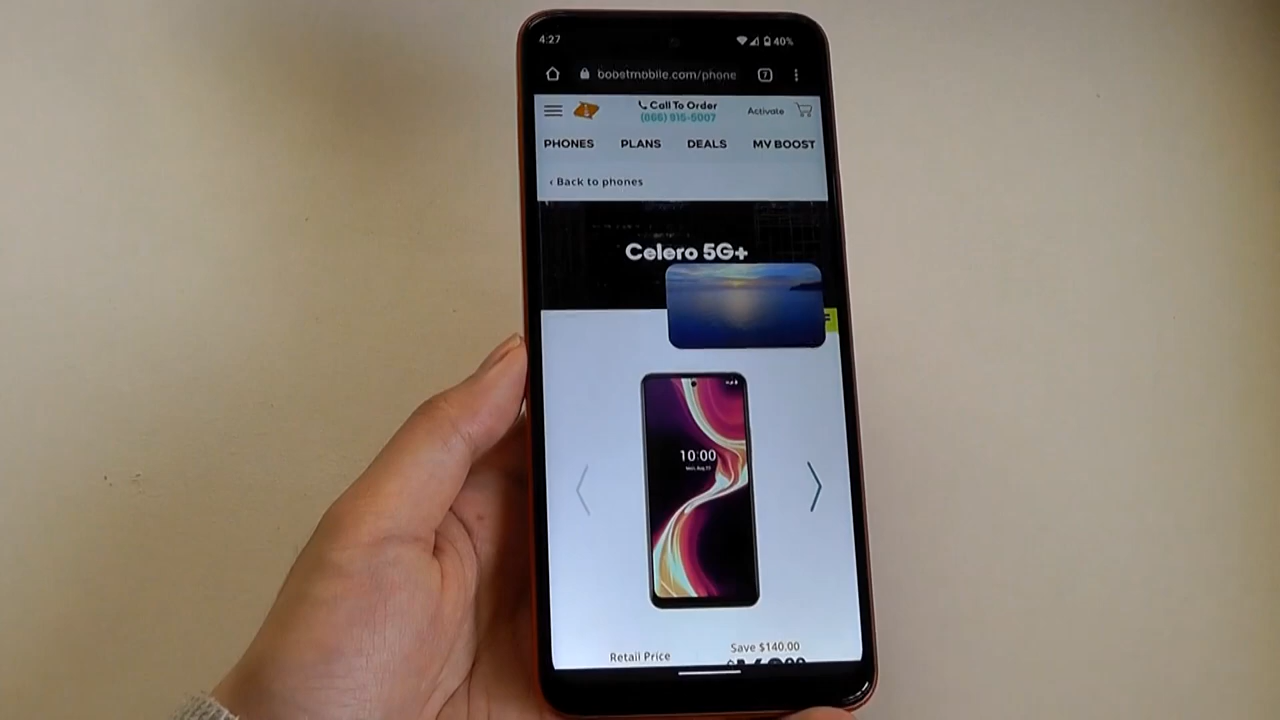 4:27
40%
boostmobile.com/phone
7
Call To Order
(866) 915-5007
Activate
PHONES
PLANS
DEALS
MY BOOST
‹ Back to phones
Celero 5G+
10:00
Save $140.00
Retail Price